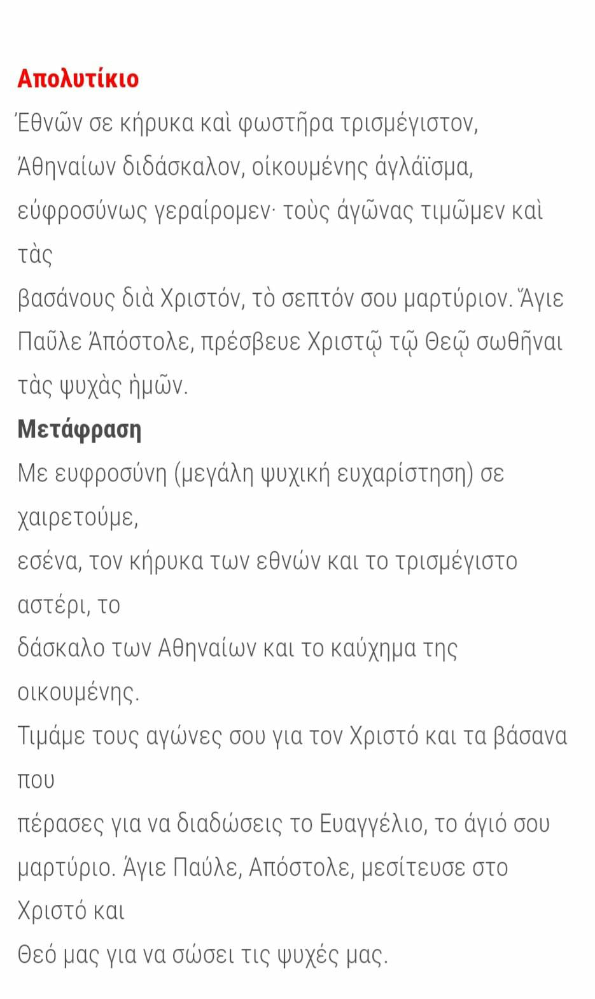 Απολυτίκιο
Ἐθνῶν σε κήρυκα καὶ φωστῆρα τρισμέγιστον,
Ἀθηναίων διδάσκαλον, οἰκουμένης ἀγλάϊσμα,
εὐφροσύνως γεραίρομεν· τοὺς ἀγῶνας τιμῶμεν καὶ
τὰς
βασάνους διὰ Χριστόν, τὸ σεπτόν σου μαρτύριον. Ἅγιε
Παῦλε Ἀπόστολε, πρέσβευε Χριστῷ τῷ Θεῷ σωθῆναι
τὰς ψυχὰς ἡμῶν.
Μετάφραση
Με ευφροσύνη (μεγάλη ψυχική ευχαρίστηση) σε
χαιρετούμε,
εσένα, τον κήρυκα των εθνών και το τρισμέγιστο
αστέρι, το
δάσκαλο των Αθηναίων και το καύχημα της
οικουμένης.
Τιμάμε τους αγώνες σου για τον Χριστό και τα βάσανα
που
πέρασες για να διαδώσεις το Ευαγγέλιο, το άγιό σου
μαρτύριο. Άγιε Παύλε, Απόστολε, μεσίτευσε στο
Χριστό και
Θεό μας για να σώσει τις ψυχές μας.